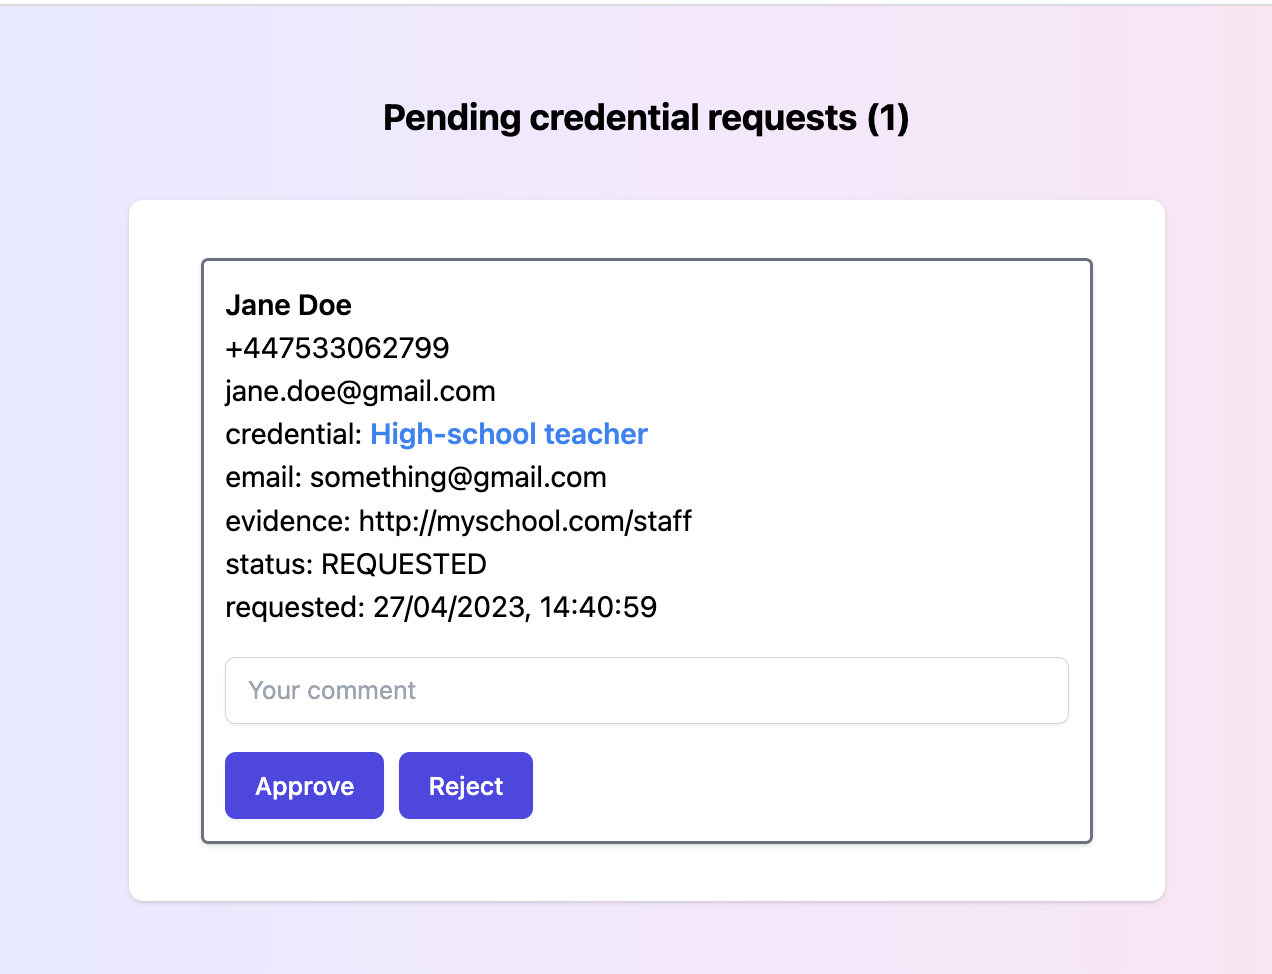 Pending credential requests (1)
Jane Doe
+447533062799
jane.doe@gmail.com
credential: High-school teacher
email: something@gmail.com
evidence: http://myschool.com/staff
status: REQUESTED
requested: 27/04/2023, 14:40:59
Your comment
Approve Reject